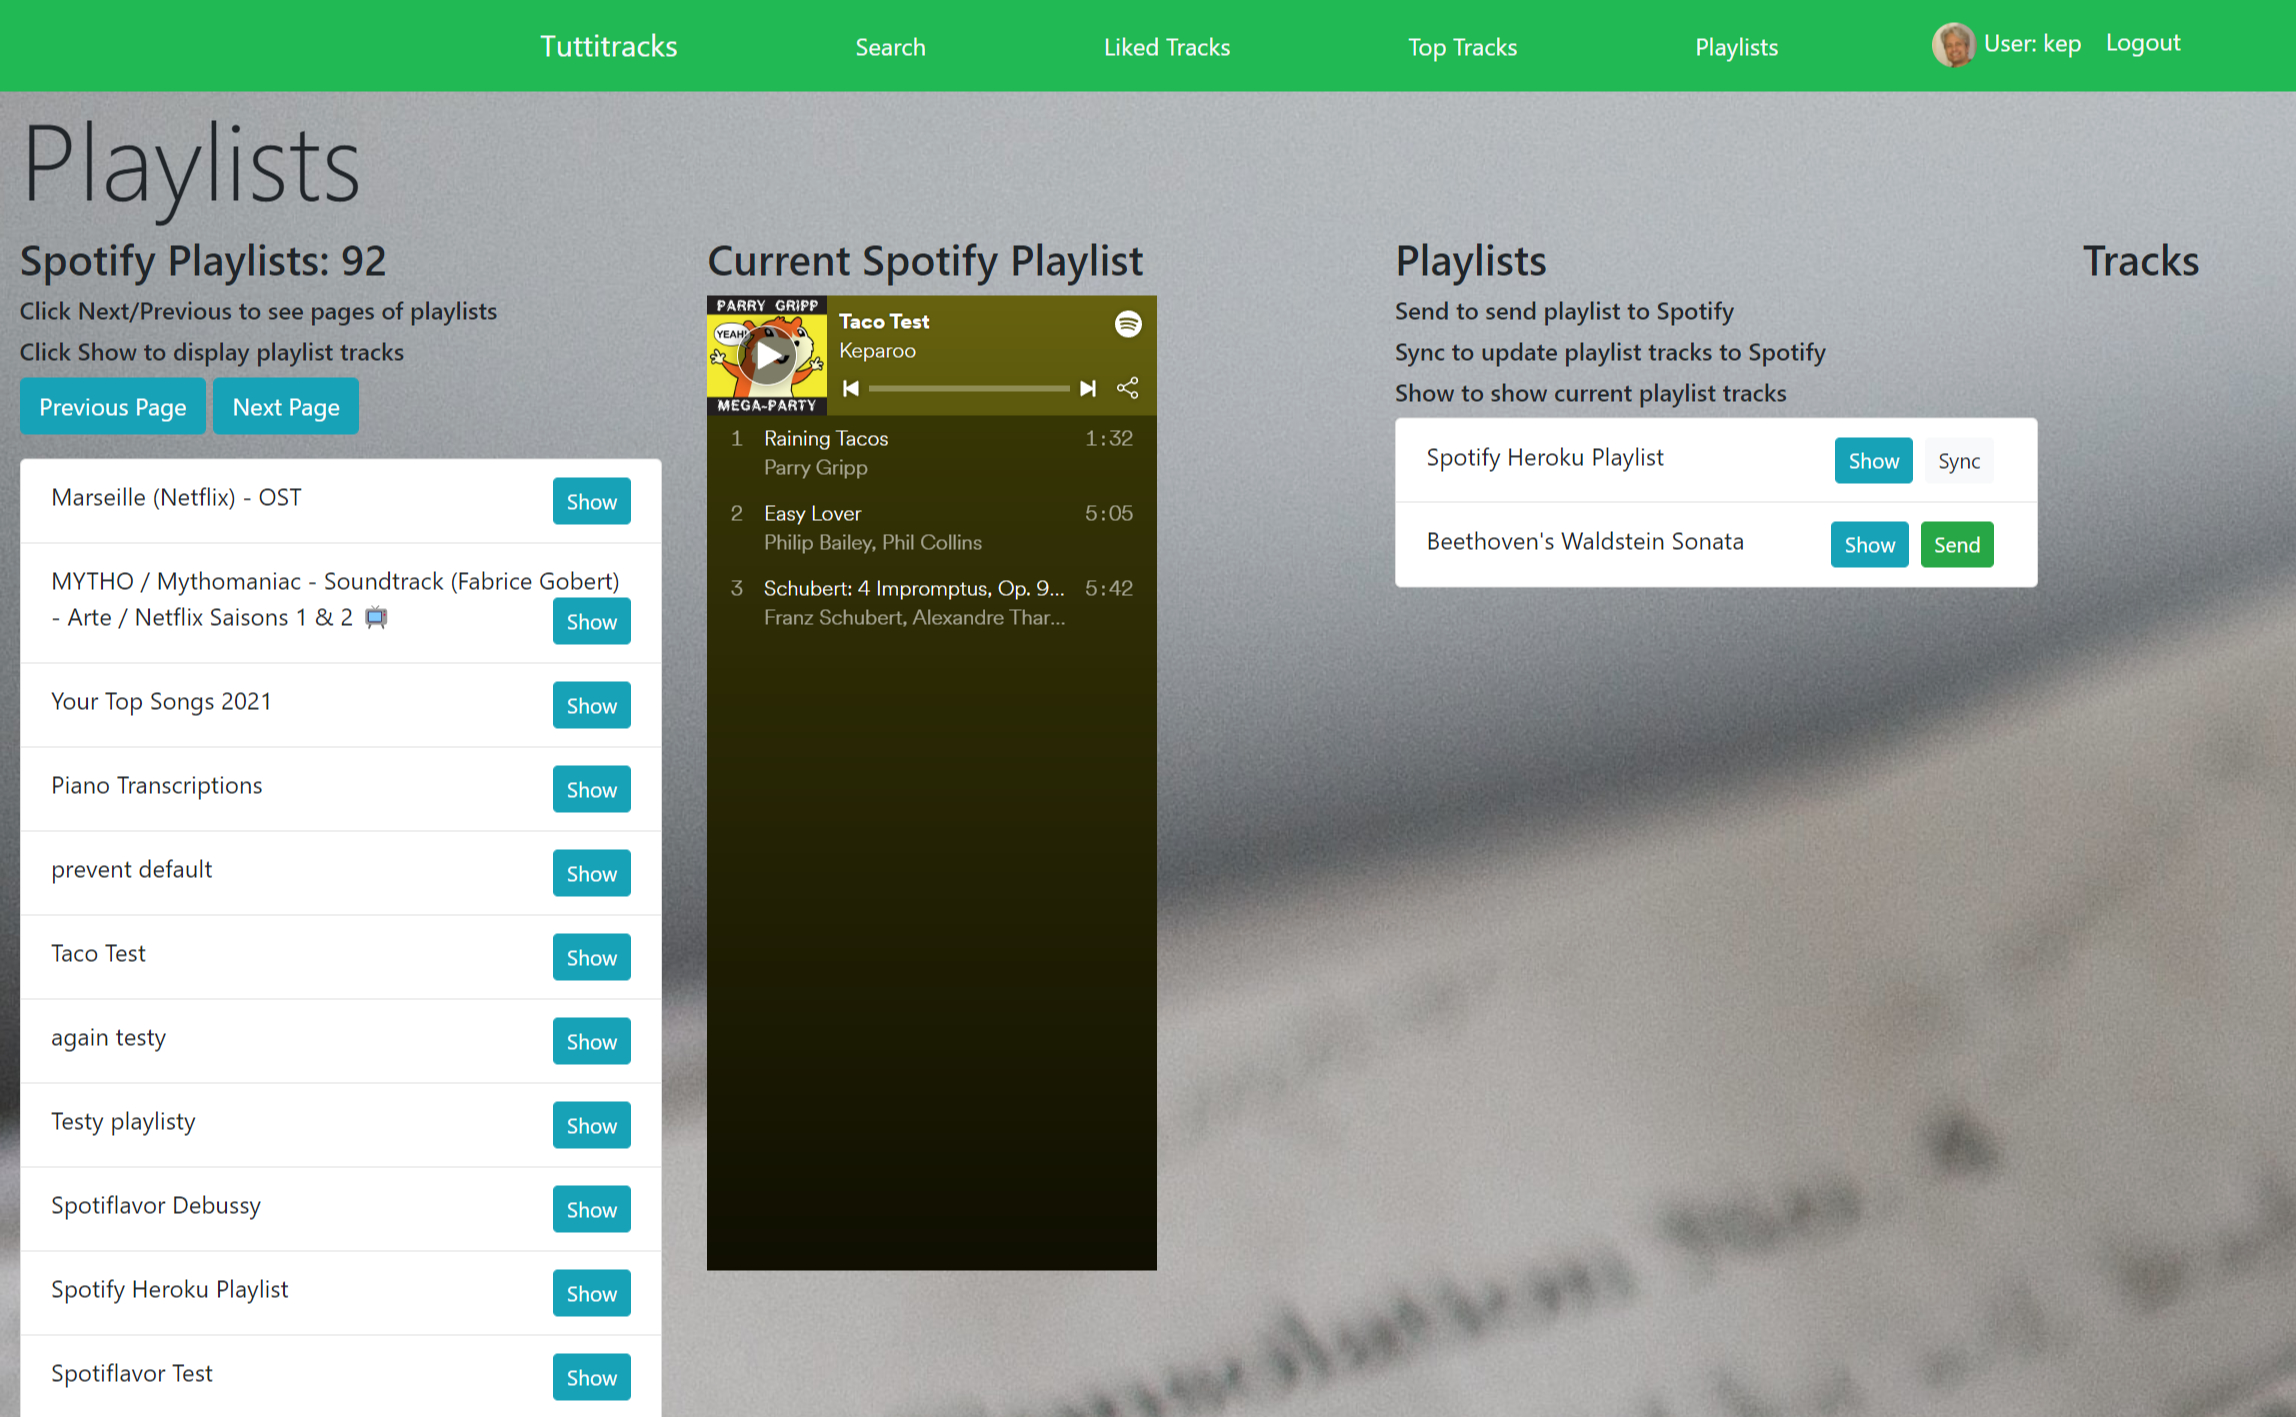 Tuttitracks
Search
Liked Tracks
Top Tracks
Playlists
User: kep
Logout
Playlists
Spotify Playlists: 92
Click Next/Previous to see pages of playlists
Click Show to display playlist tracks
Previous Page
Next Page
Marseille (Netflix) - OST
Show
MYTHO / Mythomaniac - Soundtrack (Fabrice Gobert)
- Arte / Netflix Saisons 1 & 2 📺
Show
Your Top Songs 2021
Show
Piano Transcriptions
Show
prevent default
Show
Taco Test
Show
again testy
Show
Testy playlisty
Show
Spotiflavor Debussy
Show
Spotify Heroku Playlist
Show
Spotiflavor Test
Show
Current Spotify Playlist
PARRY GRIPP
YEAH!
MEGA-PARTY
Taco Test
Keparoo
1 Raining Tacos 1:32
Parry Gripp
2 Easy Lover 5:05
Philip Bailey, Phil Collins
3 Schubert: 4 Impromptus, Op. 9... 5:42
Franz Schubert, Alexandre Thar...
Playlists
Send to send playlist to Spotify
Sync to update playlist tracks to Spotify
Show to show current playlist tracks
Spotify Heroku Playlist
Show
Sync
Beethoven's Waldstein Sonata
Show
Send
Tracks